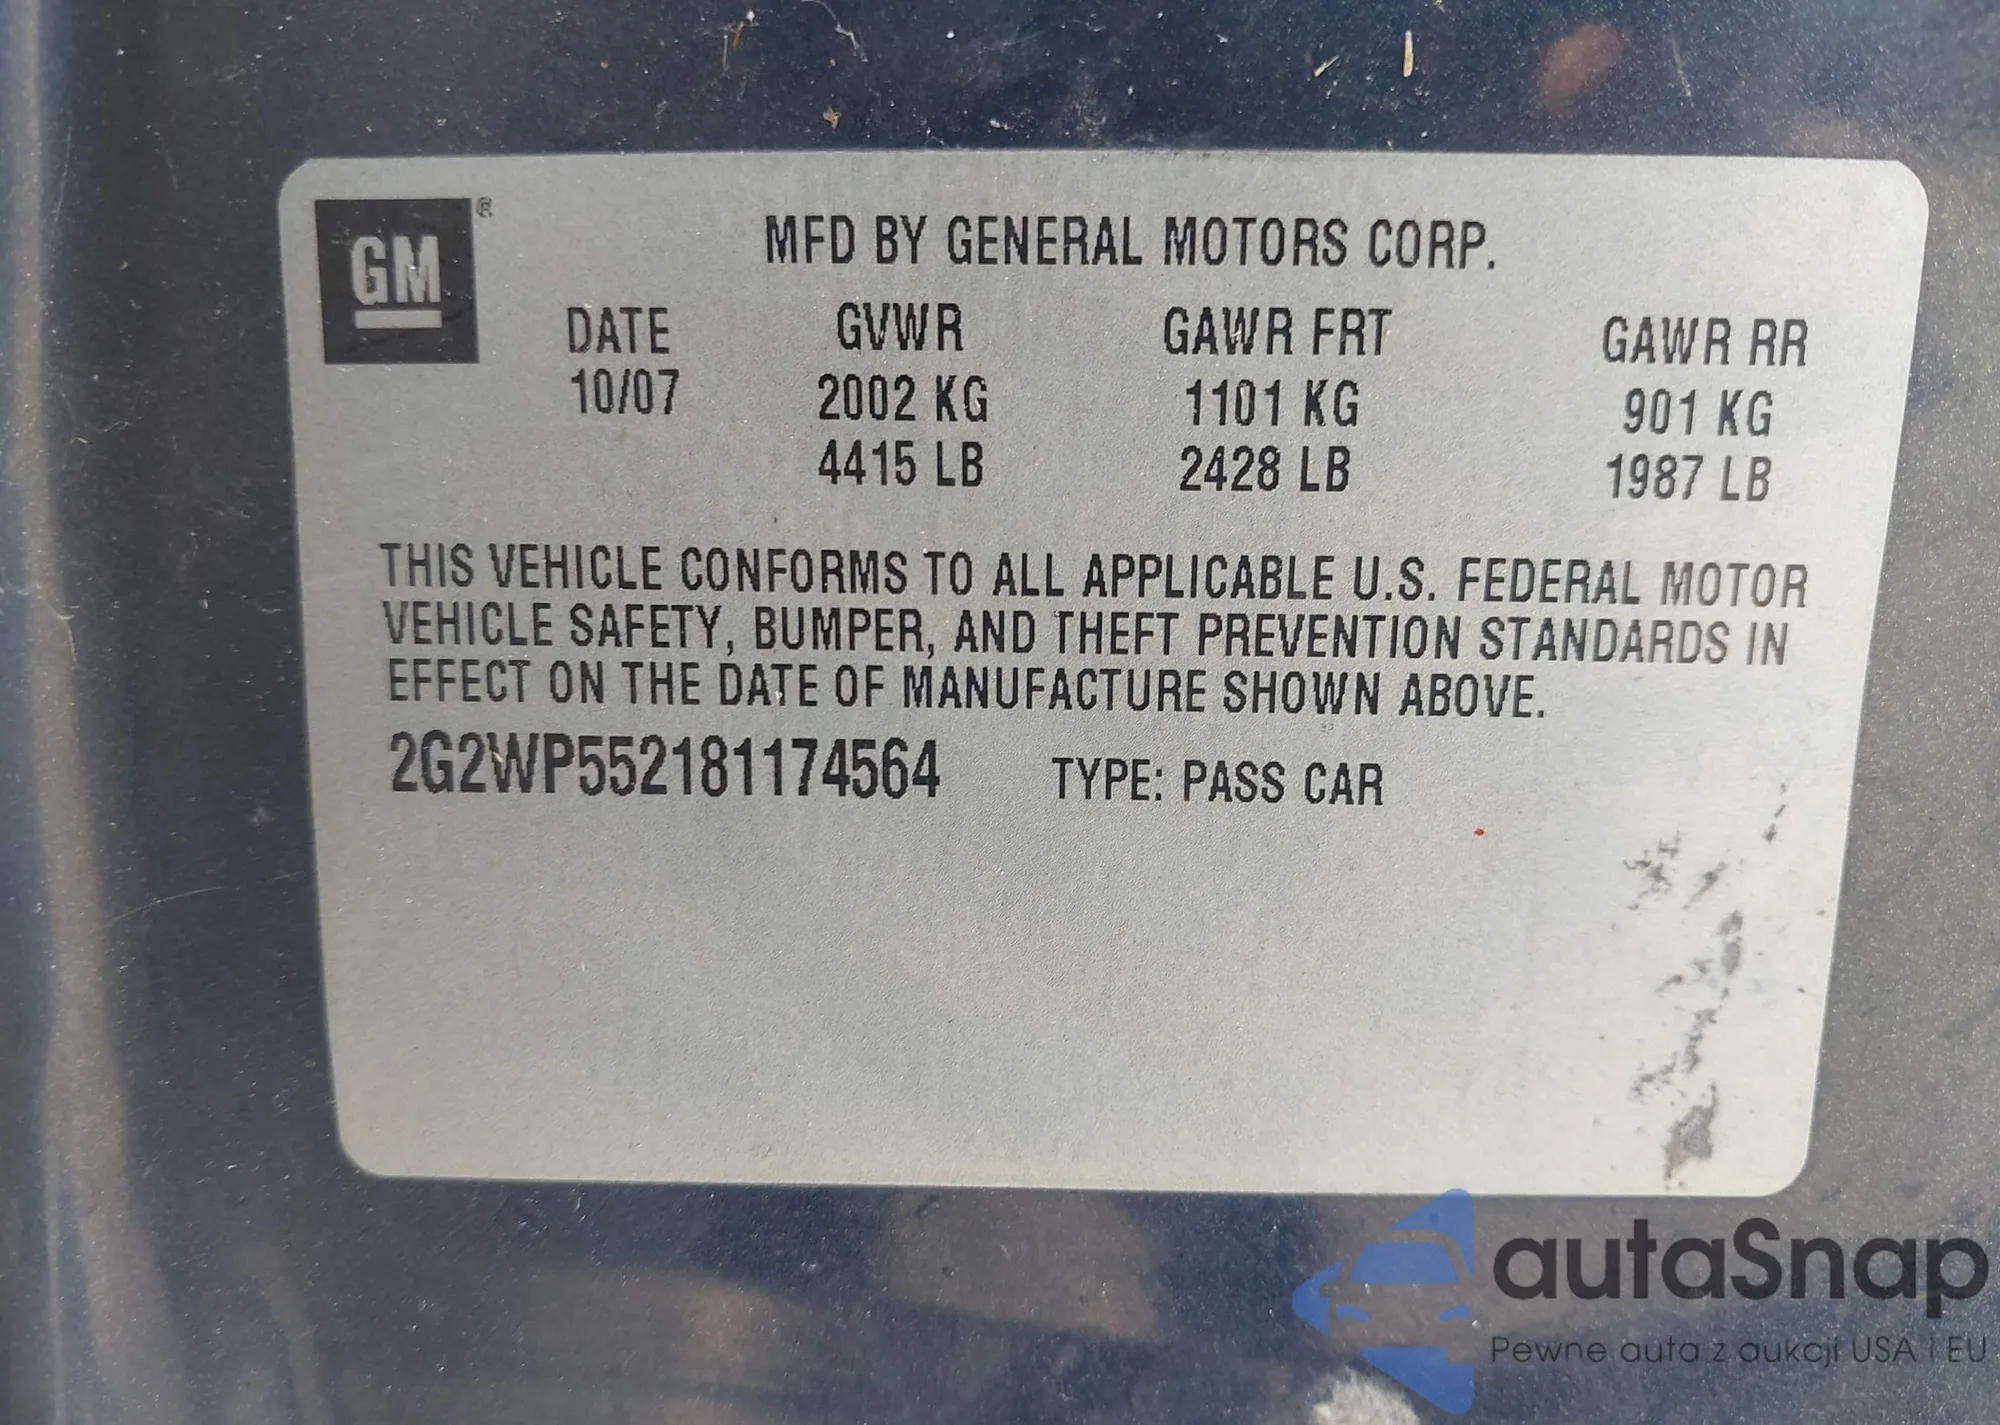 GM ®
MFD BY GENERAL MOTORS CORP.
DATE GVWR GAWR FRT GAWR RR
10/07 2002 KG 1101 KG 901 KG
4415 LB 2428 LB 1987 LB
THIS VEHICLE CONFORMS TO ALL APPLICABLE U.S. FEDERAL MOTOR
VEHICLE SAFETY, BUMPER, AND THEFT PREVENTION STANDARDS IN
EFFECT ON THE DATE OF MANUFACTURE SHOWN ABOVE.
2G2WP552181174564 TYPE: PASS CAR
autaSnap
Pewne auta z aukcji USA i EU